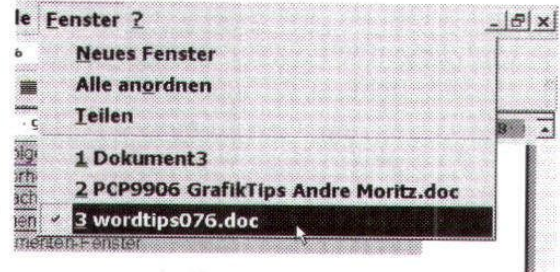 le Fenster ?
Neues Fenster
Alle anordnen
Teilen
1 Dokument3
2 PCP9906 GrafikTips Andre Moritz.doc
✓ 3 wordtips076.doc
menten-Fenster